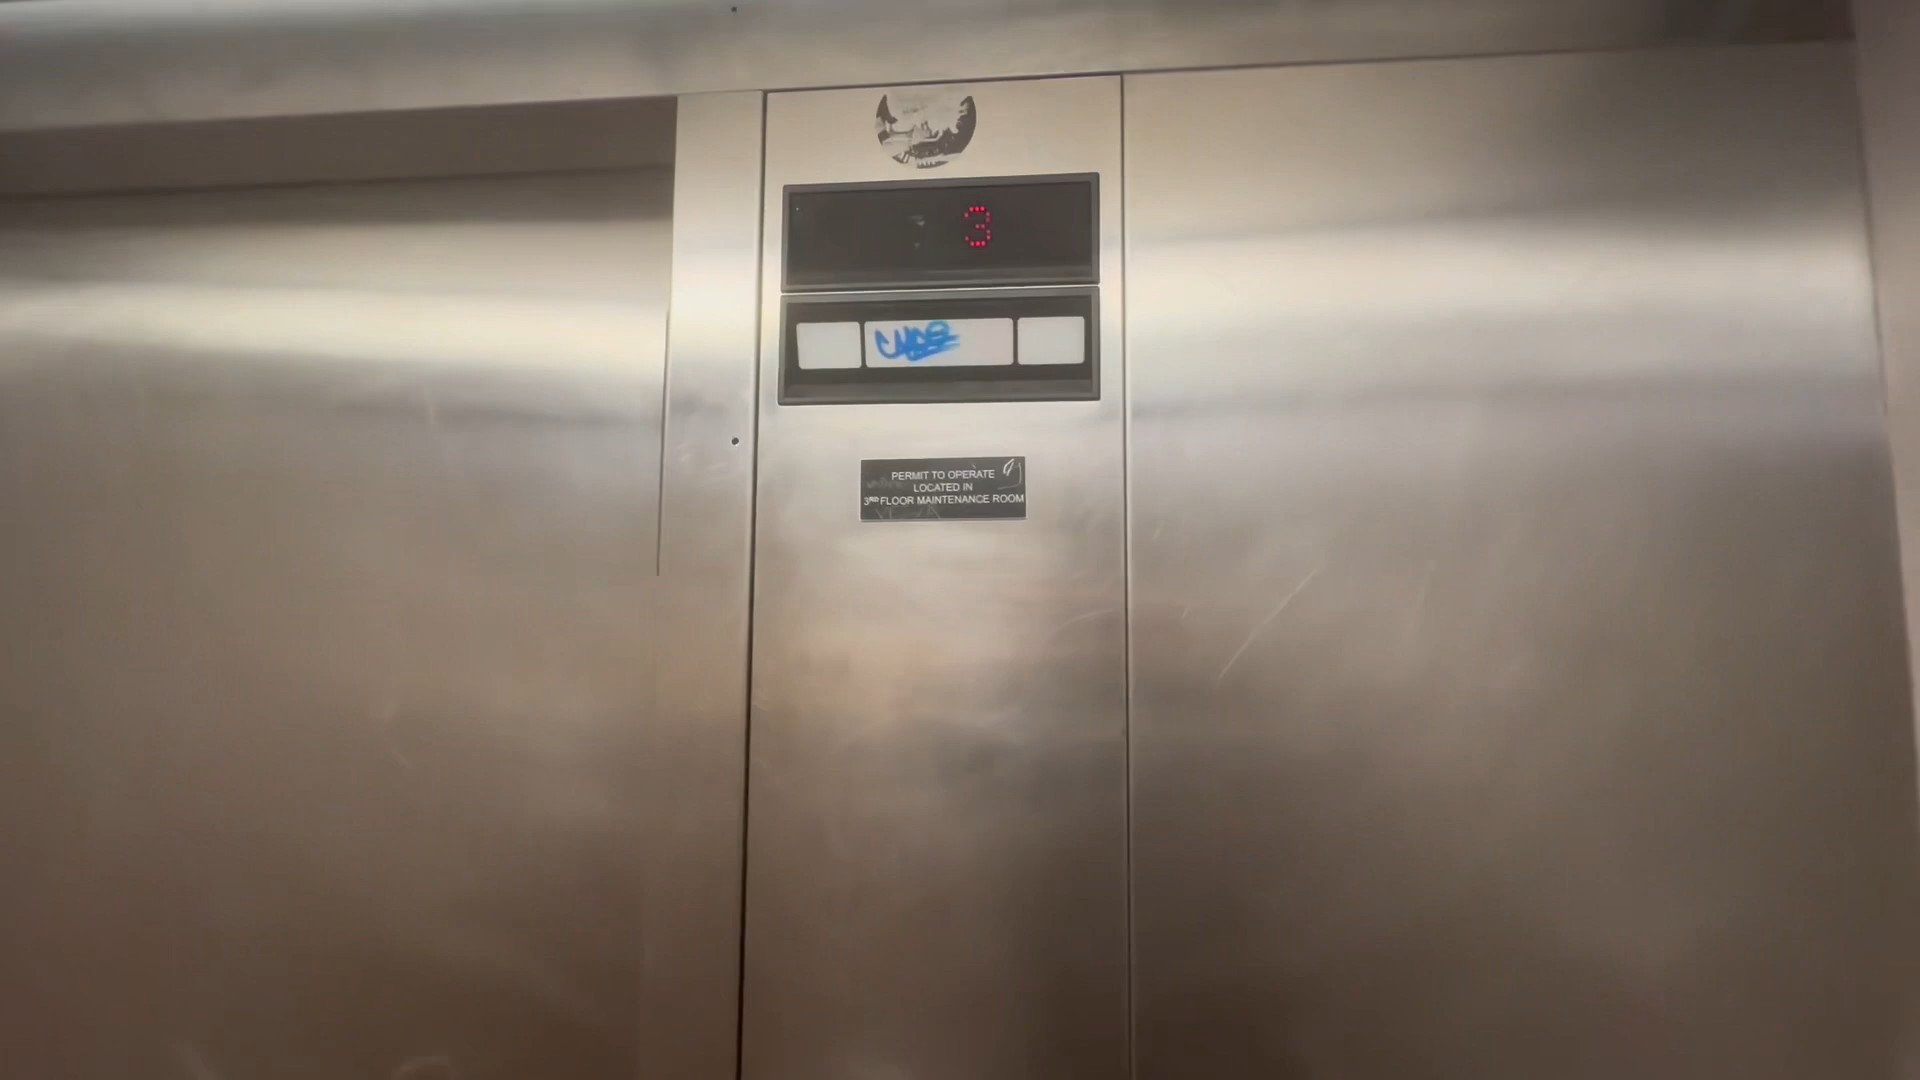 3
PERMIT TO OPERATE
LOCATED IN
3RD FLOOR MAINTENANCE ROOM